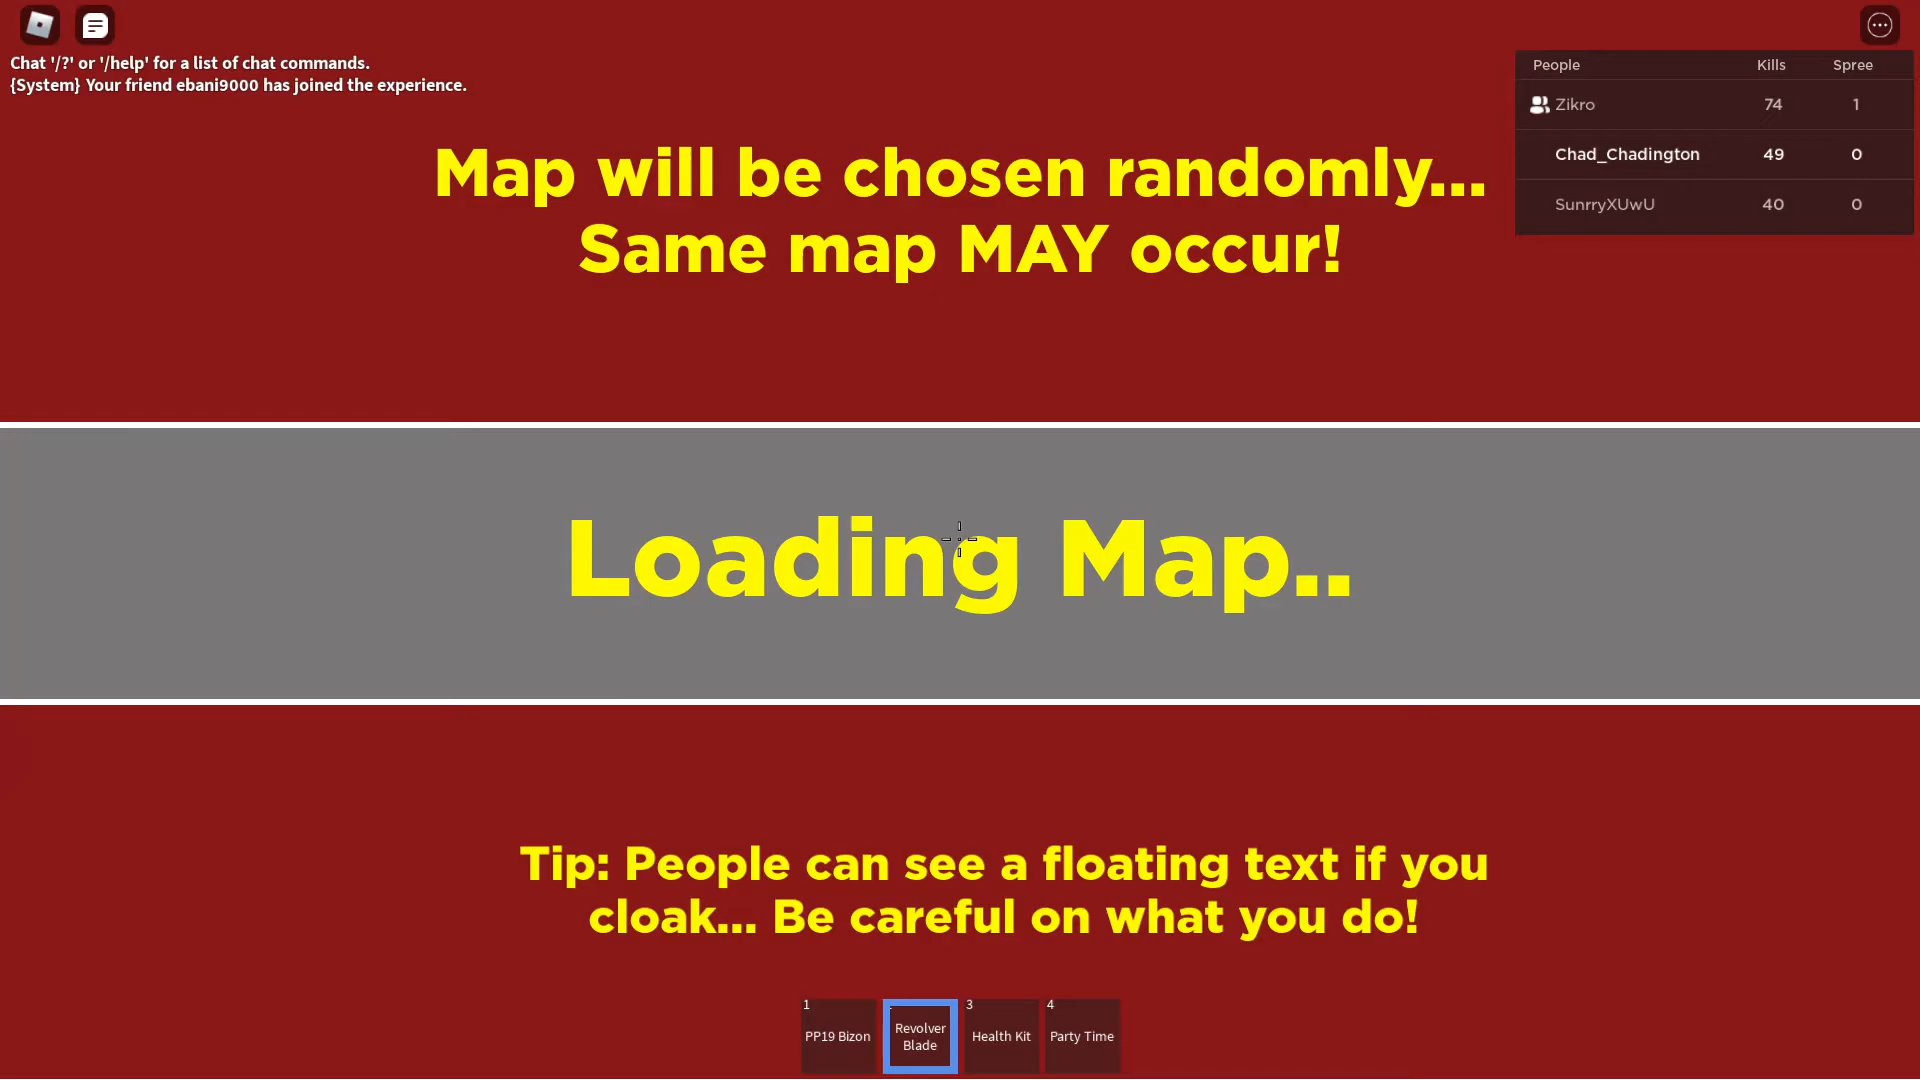 Chat '/?' or '/help' for a list of chat commands.
{System} Your friend ebani9000 has joined the experience.
People Kills Spree
Zikro 74 1
Chad_Chadington 49 0
SunrryXUwU 40 0
Map will be chosen randomly...
Same map MAY occur!
Loading Map..
Tip: People can see a floating text if you
cloak... Be careful on what you do!
1
PP19 Bizon
Revolver
Blade
3
Health Kit
4
Party Time